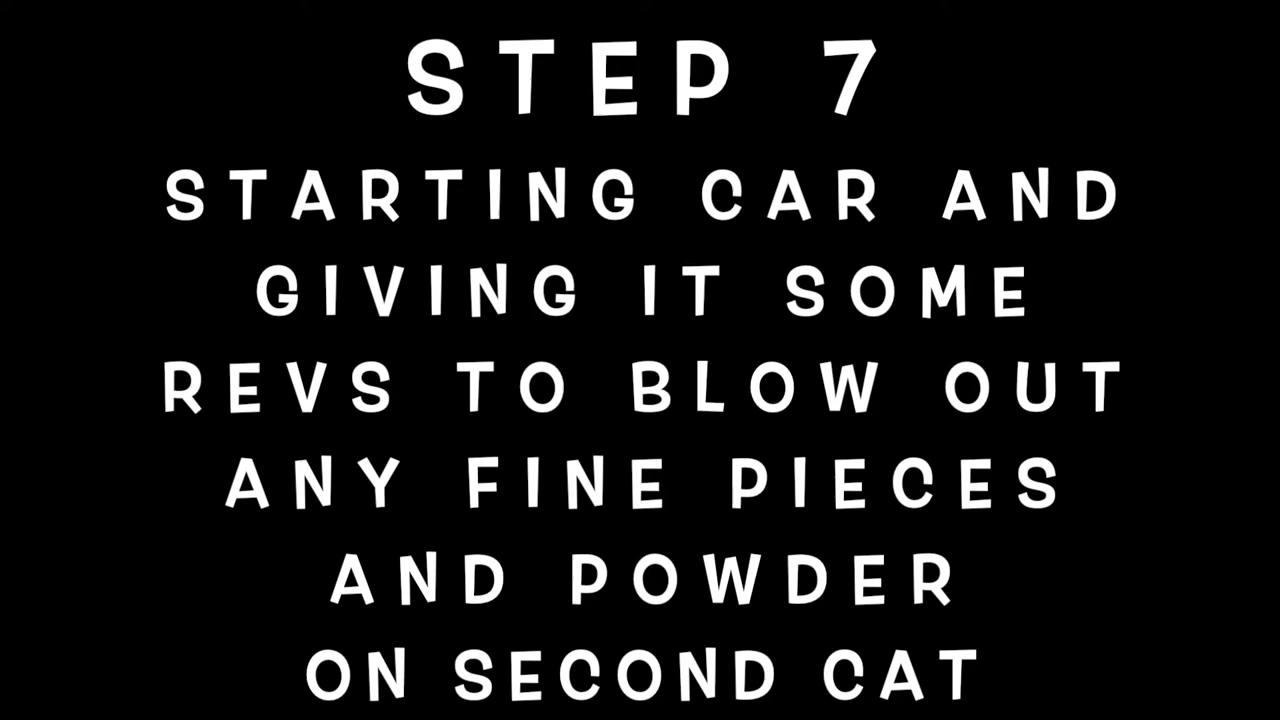 STEP 7
STARTING CAR AND
GIVING IT SOME
REVS TO BLOW OUT
ANY FINE PIECES
AND POWDER
ON SECOND CAT